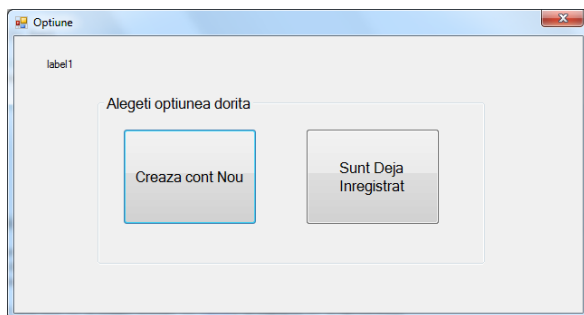 Optiune
label1
Alegeti optiunea dorita
Creaza cont Nou
Sunt Deja
Inregistrat